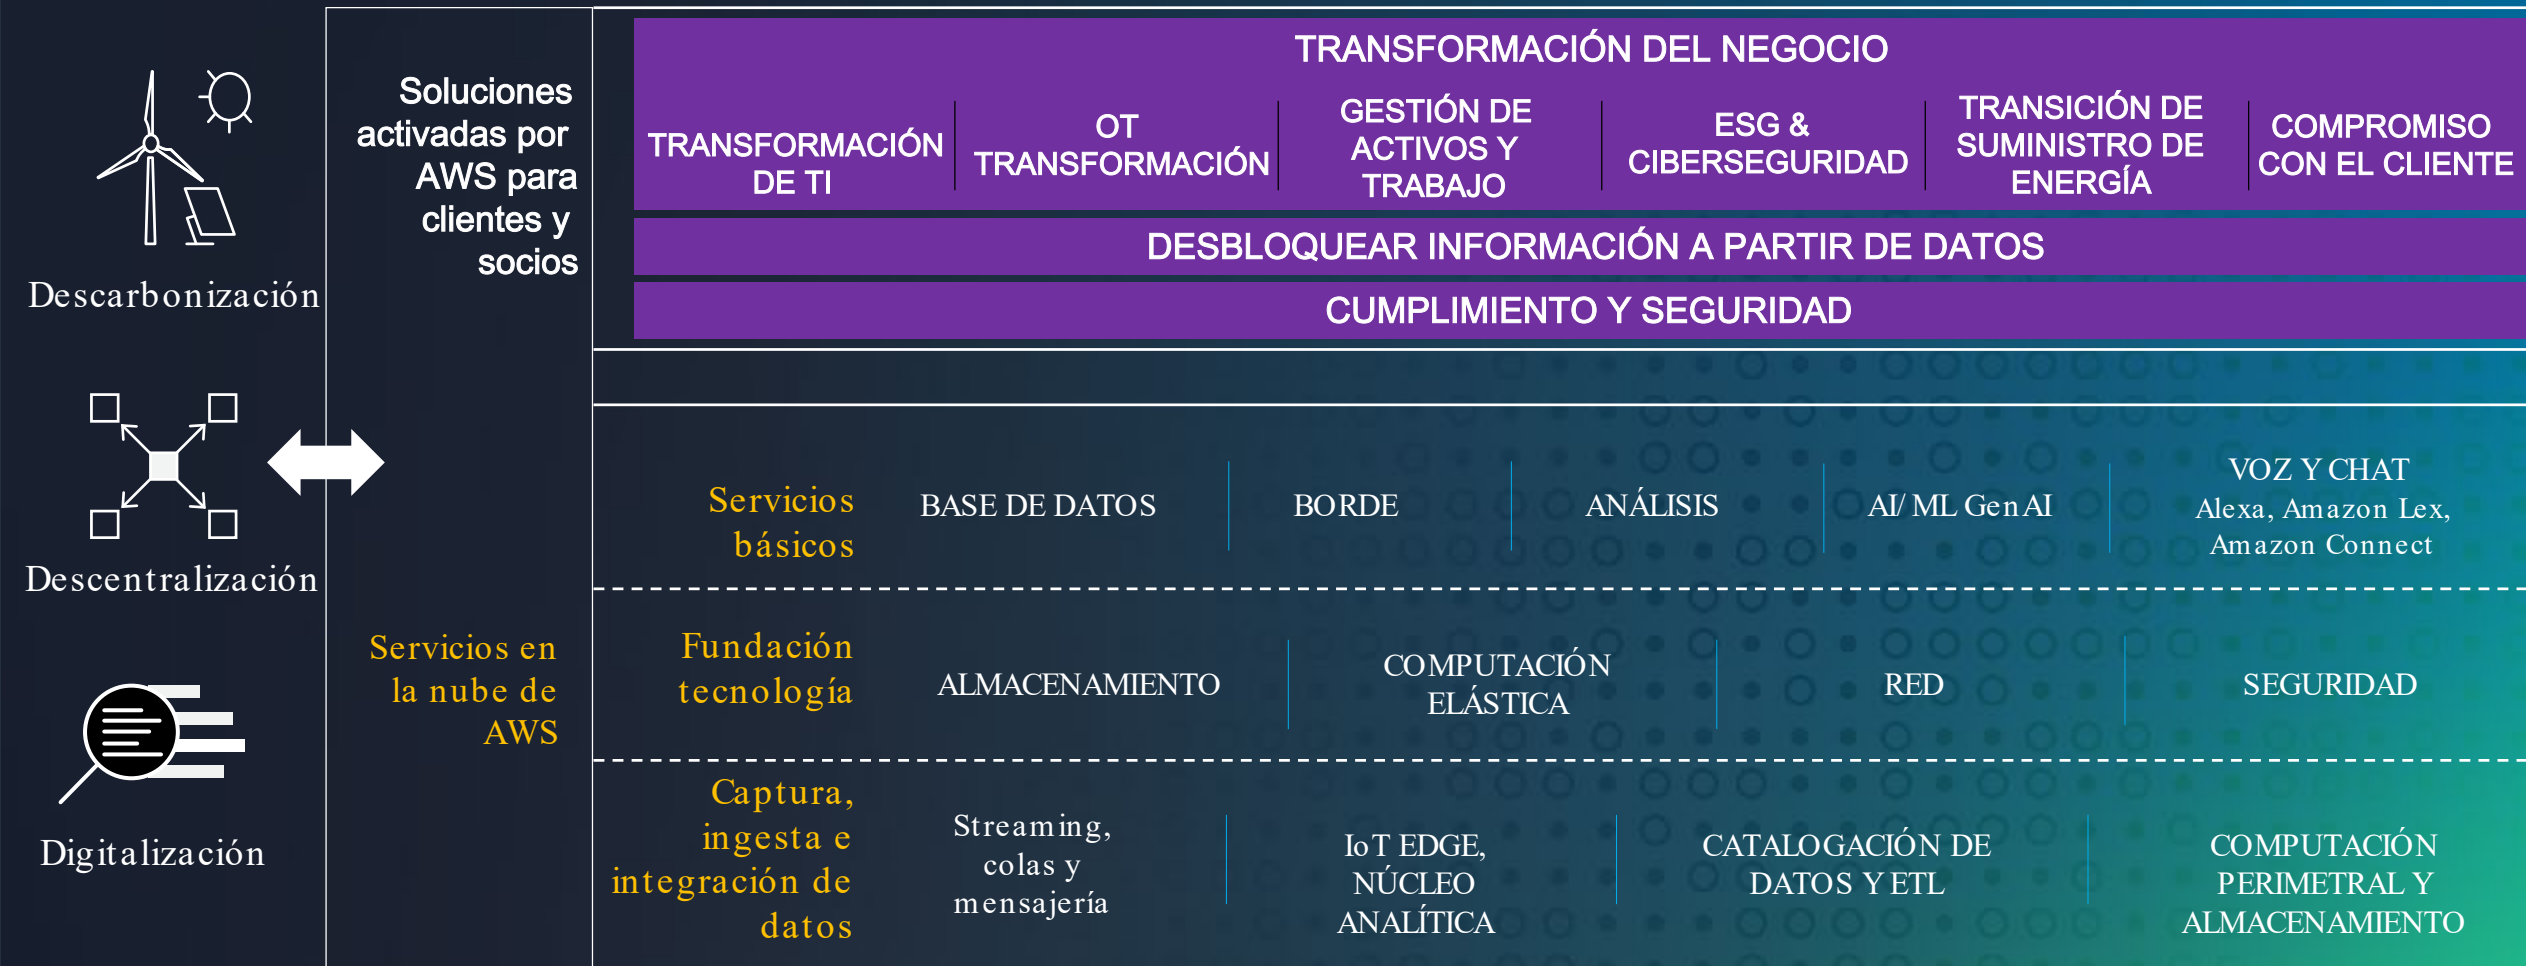 Descarbonización
Descentralización
Digitalización
Soluciones
activadas por
AWS para
clientes y
socios
TRANSFORMACIÓN DEL NEGOCIO
TRANSFORMACIÓN
DE TI
OT
TRANSFORMACIÓN
GESTIÓN DE
ACTIVOS Y
TRABAJO
ESG &
CIBERSEGURIDAD
TRANSICIÓN DE
SUMINISTRO DE
ENERGÍA
COMPROMISO
CON EL CLIENTE
DESBLOQUEAR INFORMACIÓN A PARTIR DE DATOS
CUMPLIMIENTO Y SEGURIDAD
Servicios en
la nube de
AWS
Servicios
básicos
BASE DE DATOS
BORDE
ANÁLISIS
AI/ ML GenAI
VOZ Y CHAT
Alexa, Amazon Lex,
Amazon Connect
Fundación
tecnología
ALMACENAMIENTO
COMPUTACIÓN
ELÁSTICA
RED
SEGURIDAD
Captura,
ingesta e
integración de
datos
Streaming,
colas y
mensajería
IoT EDGE,
NÚCLEO
ANALÍTICA
CATALOGACIÓN DE
DATOS Y ETL
COMPUTACIÓN
PERIMETRAL Y
ALMACENAMIENTO